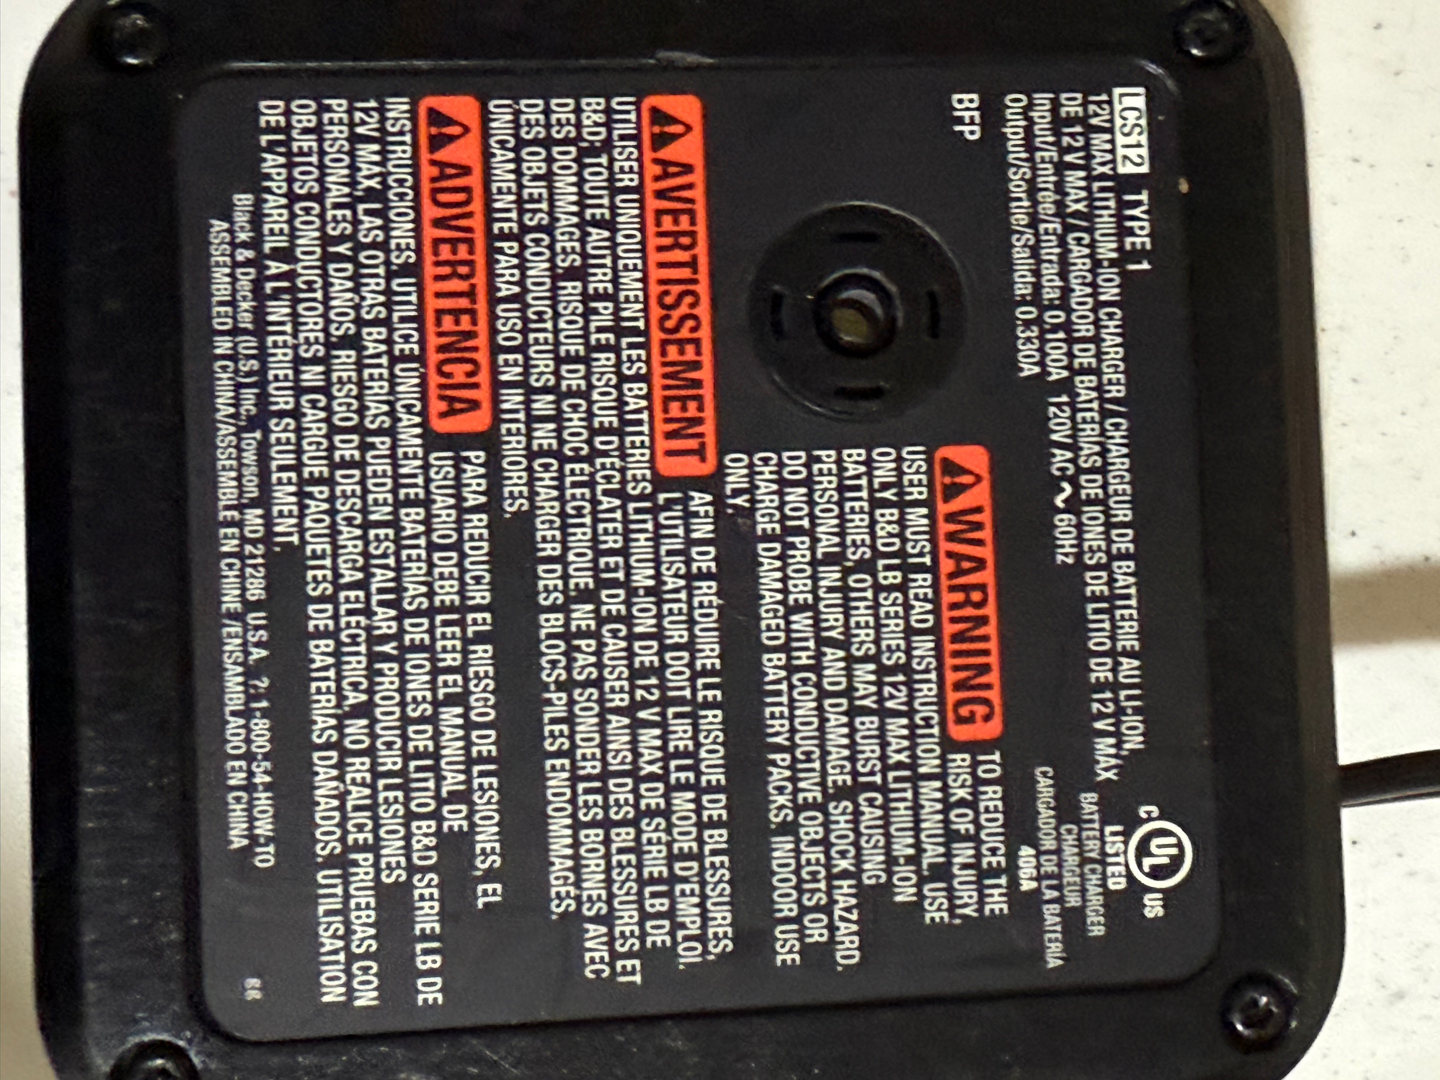 LCS12 TYPE 1
12V MAX LITHIUM-ION CHARGER / CHARGEUR DE BATTERIE AU LI-ION
DE 12 V MAX / CARGADOR DE BATERÍAS DE IONES DE LITIO DE 12 V MÁX
Input/Entrée/Entrada: 0.100A 120V AC ∿ 60Hz
Output/Sortie/Salida: 0.330A
BFP
C UL US
LISTED
BATTERY CHARGER
CHARGEUR
CARGADOR DE LA BATERÍA
406A
⚠WARNING TO REDUCE THE
RISK OF INJURY,
USER MUST READ INSTRUCTION MANUAL. USE
ONLY B&D LB SERIES 12V MAX LITHIUM-ION
BATTERIES, OTHERS MAY BURST CAUSING
PERSONAL INJURY AND DAMAGE. SHOCK HAZARD.
DO NOT PROBE WITH CONDUCTIVE OBJECTS OR
CHARGE DAMAGED BATTERY PACKS. INDOOR USE
ONLY.
⚠AVERTISSEMENT AFIN DE RÉDUIRE LE RISQUE DE BLESSURES,
L'UTILISATEUR DOIT LIRE LE MODE D'EMPLOI.
UTILISER UNIQUEMENT LES BATTERIES LITHIUM-ION DE 12 V MAX DE SÉRIE LB DE
B&D; TOUTE AUTRE PILE RISQUE D'ÉCLATER ET DE CAUSER AINSI DES BLESSURES ET
DES DOMMAGES. RISQUE DE CHOC ÉLECTRIQUE. NE PAS SONDER LES BORNES AVEC
DES OBJETS CONDUCTEURS NI NE CHARGER DES BLOCS-PILES ENDOMMAGÉS.
ÚNICAMENTE PARA USO EN INTERIORES.
⚠ADVERTENCIA PARA REDUCIR EL RIESGO DE LESIONES, EL
USUARIO DEBE LEER EL MANUAL DE
INSTRUCCIONES. UTILICE ÚNICAMENTE BATERÍAS DE IONES DE LITIO B&D SERIE LB DE
12V MÁX, LAS OTRAS BATERÍAS PUEDEN ESTALLAR Y PRODUCIR LESIONES
PERSONALES Y DAÑOS. RIESGO DE DESCARGA ELÉCTRICA. NO REALICE PRUEBAS CON
OBJETOS CONDUCTORES NI CARGUE PAQUETES DE BATERÍAS DAÑADOS. UTILISATION
DE L'APPAREIL À L'INTÉRIEUR SEULEMENT.
Black & Decker (U.S.) Inc., Towson, MD 21286 U.S.A. ?: 1-800-54-HOW-TO
ASSEMBLED IN CHINA/ASSEMBLÉ EN CHINE /ENSAMBLADO EN CHINA